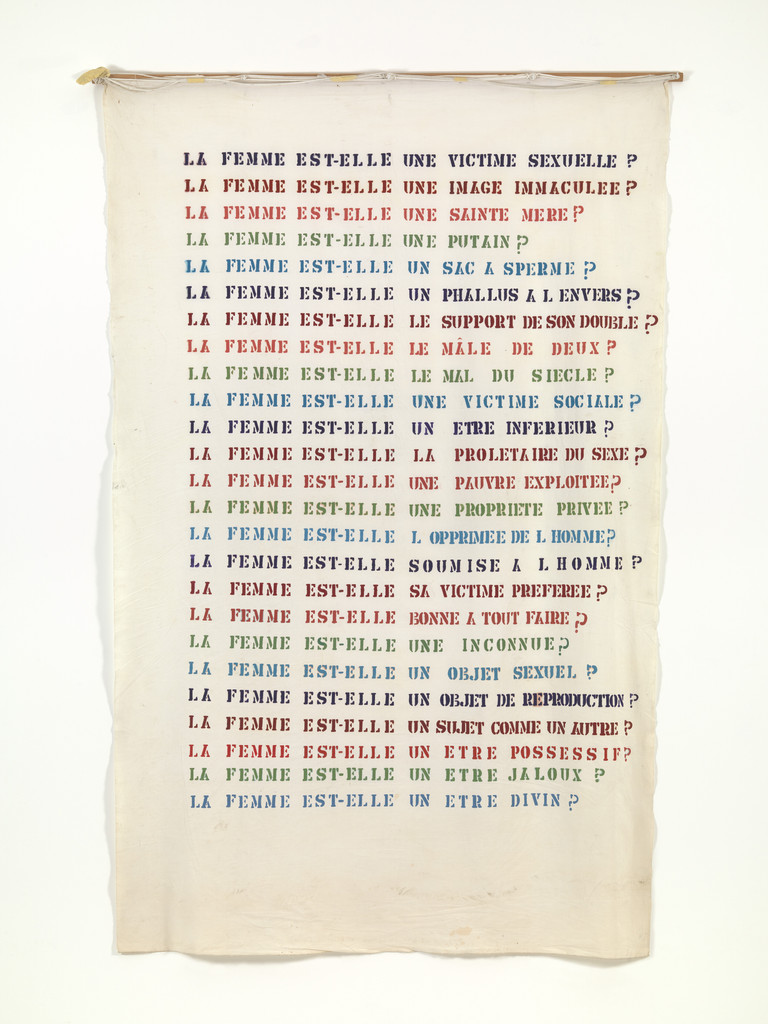 LA FEMME EST-ELLE UNE VICTIME SEXUELLE ?
LA FEMME EST-ELLE UNE IMAGE IMMACULEE ?
LA FEMME EST-ELLE UNE SAINTE MERE ?
LA FEMME EST-ELLE UNE PUTAIN ?
LA FEMME EST-ELLE UN SAC A SPERME ?
LA FEMME EST-ELLE UN PHALLUS A L ENVERS ?
LA FEMME EST-ELLE LE SUPPORT DE SON DOUBLE ?
LA FEMME EST-ELLE LE MÂLE DE DEUX ?
LA FEMME EST-ELLE LE MAL DU SIECLE ?
LA FEMME EST-ELLE UNE VICTIME SOCIALE ?
LA FEMME EST-ELLE UN ETRE INFERIEUR ?
LA FEMME EST-ELLE LA PROLETAIRE DU SEXE ?
LA FEMME EST-ELLE UNE PAUVRE EXPLOITEE ?
LA FEMME EST-ELLE UNE PROPRIETE PRIVEE ?
LA FEMME EST-ELLE L OPPRIMEE DE L HOMME ?
LA FEMME EST-ELLE SOUMISE A L HOMME ?
LA FEMME EST-ELLE SA VICTIME PREFEREE ?
LA FEMME EST-ELLE BONNE A TOUT FAIRE ?
LA FEMME EST-ELLE UNE INCONNUE ?
LA FEMME EST-ELLE UN OBJET SEXUEL ?
LA FEMME EST-ELLE UN OBJET DE REPRODUCTION ?
LA FEMME EST-ELLE UN SUJET COMME UN AUTRE ?
LA FEMME EST-ELLE UN ETRE POSSESSIF ?
LA FEMME EST-ELLE UN ETRE JALOUX ?
LA FEMME EST-ELLE UN ETRE DIVIN ?